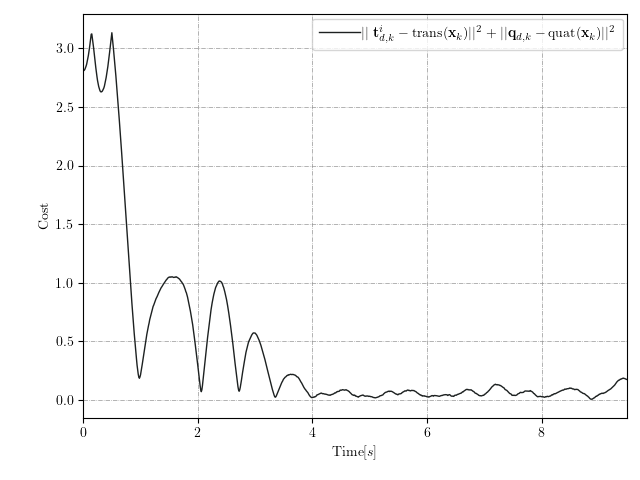 || t^i_{d,k} − trans(x_k)||^2 + ||q_{d,k} − quat(x_k)||^2
3.0
2.5
2.0
Cost
1.5
1.0
0.5
0.0
0 2 4 6 8
Time[s]